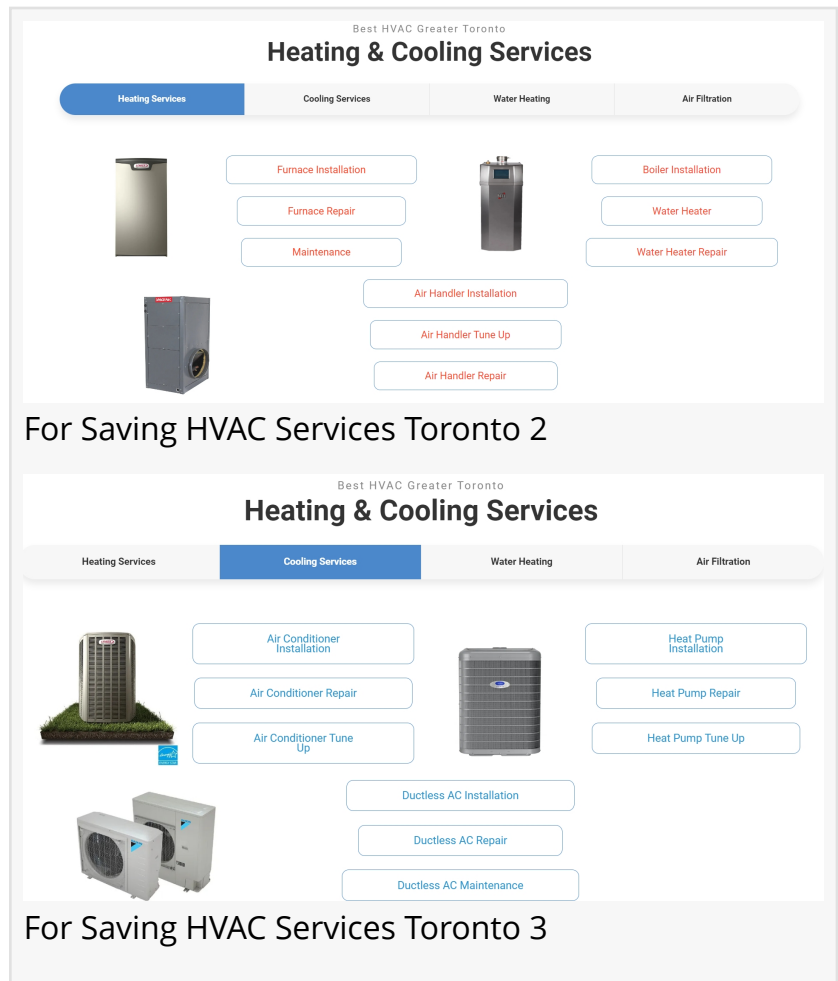 Best HVAC Greater Toronto
Heating & Cooling Services
Heating Services
Cooling Services
Water Heating
Air Filtration
Furnace Installation
Furnace Repair
Maintenance
Boiler Installation
Water Heater
Water Heater Repair
Air Handler Installation
Air Handler Tune Up
Air Handler Repair
For Saving HVAC Services Toronto 2
Best HVAC Greater Toronto
Heating & Cooling Services
Heating Services
Cooling Services
Water Heating
Air Filtration
Air Conditioner
Installation
Air Conditioner Repair
Air Conditioner Tune
Up
Heat Pump
Installation
Heat Pump Repair
Heat Pump Tune Up
Ductless AC Installation
Ductless AC Repair
Ductless AC Maintenance
For Saving HVAC Services Toronto 3